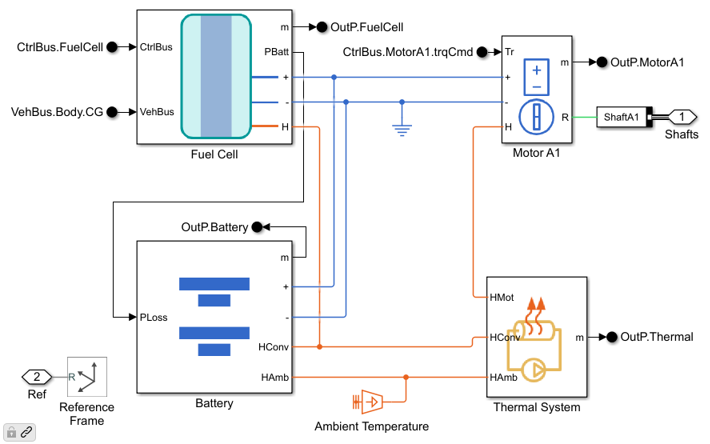 CtrlBus.FuelCell
CtrlBus
VehBus.Body.CG
VehBus
m
PBatt
+
-
H
Fuel Cell
OutP.FuelCell
CtrlBus.MotorA1.trqCmd
Tr
+
-
H
m
R
Motor A1
OutP.MotorA1
ShaftA1
1
Shafts
OutP.Battery
PLoss
m
+
-
HConv
HAmb
Battery
HMot
HConv
HAmb
m
Thermal System
OutP.Thermal
Ambient Temperature
2
Ref
R
Reference
Frame